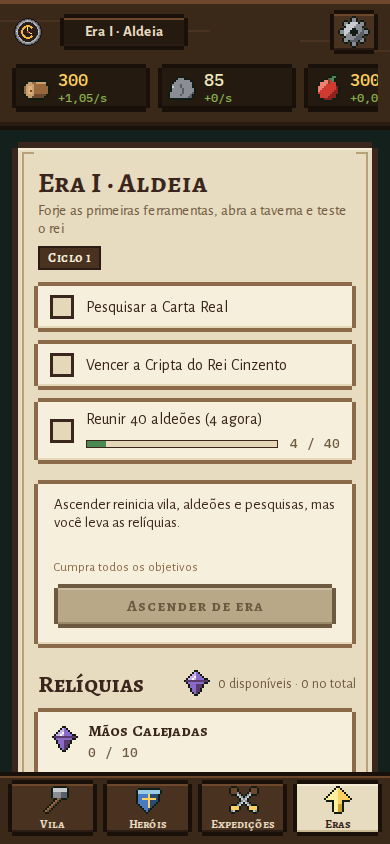 Era I · Aldeia
300
+1,05/s
85
+0/s
300
+0,0
Era I · Aldeia
Forje as primeiras ferramentas, abra a taverna e teste
o rei
Ciclo 1
Pesquisar a Carta Real
Vencer a Cripta do Rei Cinzento
Reunir 40 aldeões (4 agora)
4 / 40
Ascender reinicia vila, aldeões e pesquisas, mas
você leva as relíquias.
Cumpra todos os objetivos
Ascender de era
Relíquias
0 disponíveis · 0 no total
Mãos Calejadas
0 / 10
Vila
Heróis
Expedições
Eras